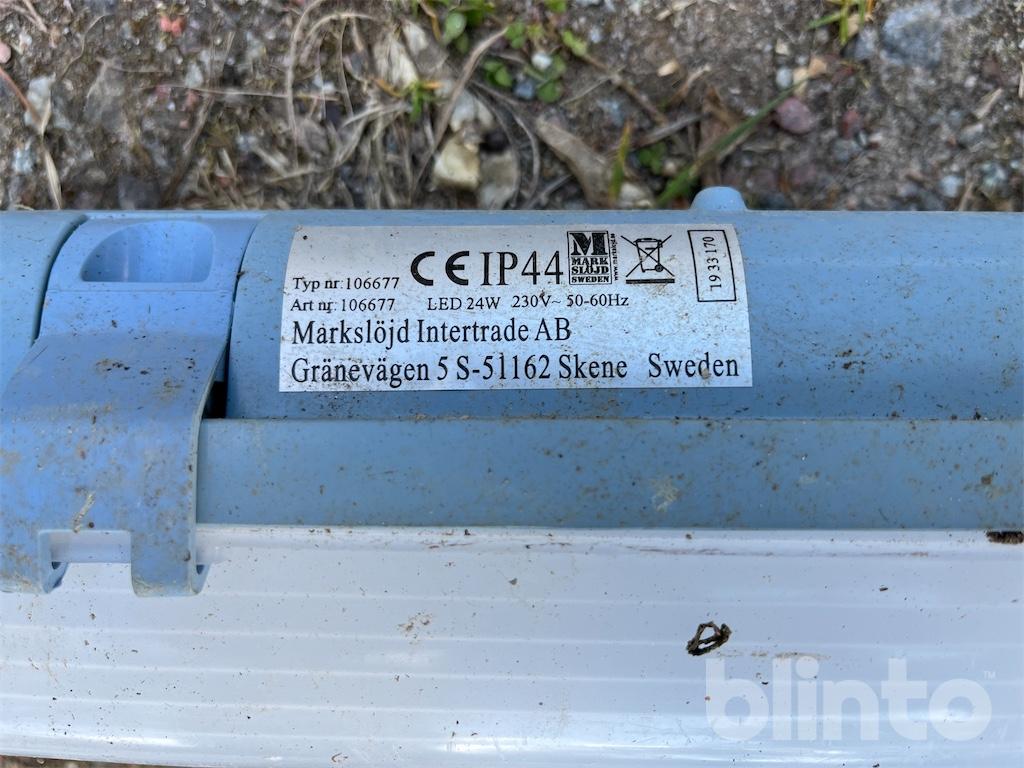 Typ nr:106677
CE IP44
M
MARK
SLÖJD
SWEDEN
1933170
Art nr:106677 LED 24W 230V~ 50-60Hz
Markslöjd Intertrade AB
Gränevägen 5 S-51162 Skene Sweden
blinto™